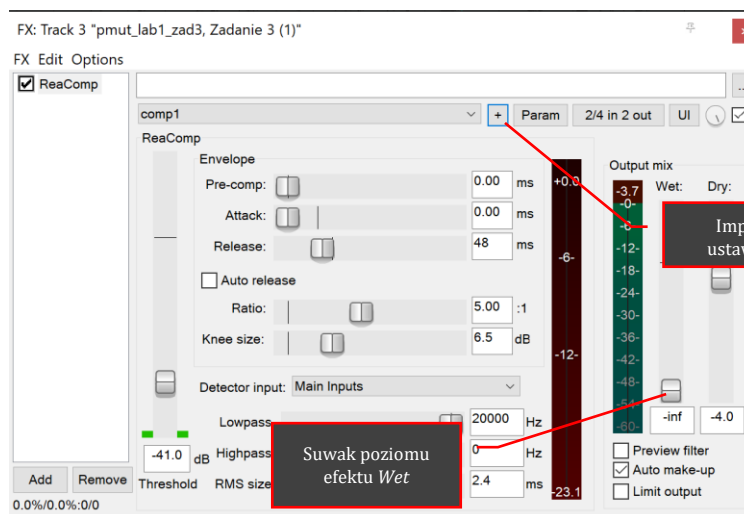 FX: Track 3 "pmut_lab1_zad3, Zadanie 3 (1)"
FX Edit Options
ReaComp
comp1
+ Param 2/4 in 2 out UI
ReaComp
Envelope
Pre-comp: 0.00 ms
Attack: 0.00 ms
Release: 48 ms
Auto release
Ratio: 5.00 :1
Knee size: 6.5 dB
Detector input: Main Inputs
Lowpass 20000 Hz
Highpass 0 Hz
RMS size 2.4 ms
-41.0 dB
Threshold
+0.0
-6-
-12-
-23.1
Output mix
Wet: Dry:
-3.7
-0-
-6-
-12-
-18-
-24-
-30-
-36-
-42-
-48-
-54-
-60-
-inf -4.0
Preview filter
Auto make-up
Limit output
Suwak poziomu
efektu Wet
Add Remove
0.0%/0.0%:0/0